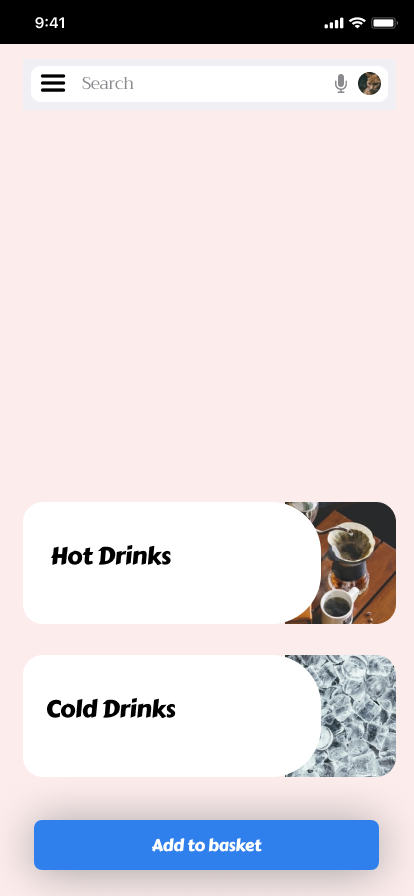 9:41
Search
Hot Drinks
Cold Drinks
Add to basket